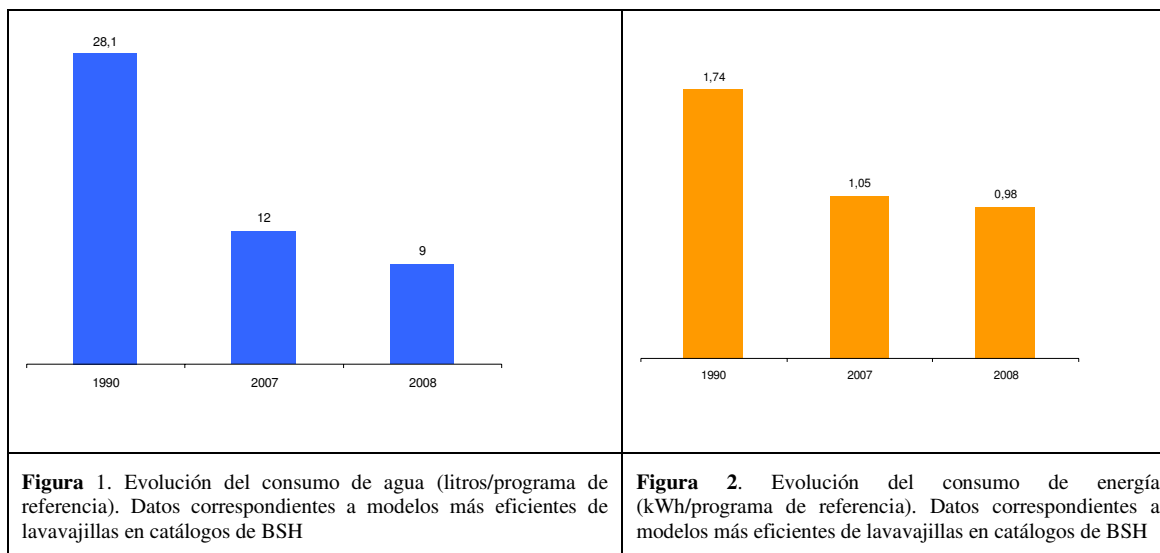 28,1
12
9
1990 2007 2008
Figura 1. Evolución del consumo de agua (litros/programa de
referencia). Datos correspondientes a modelos más eficientes de
lavavajillas en catálogos de BSH
1,74
1,05
0,98
1990 2007 2008
Figura 2. Evolución del consumo de energía
(kWh/programa de referencia). Datos correspondientes a
modelos más eficientes de lavavajillas en catálogos de BSH